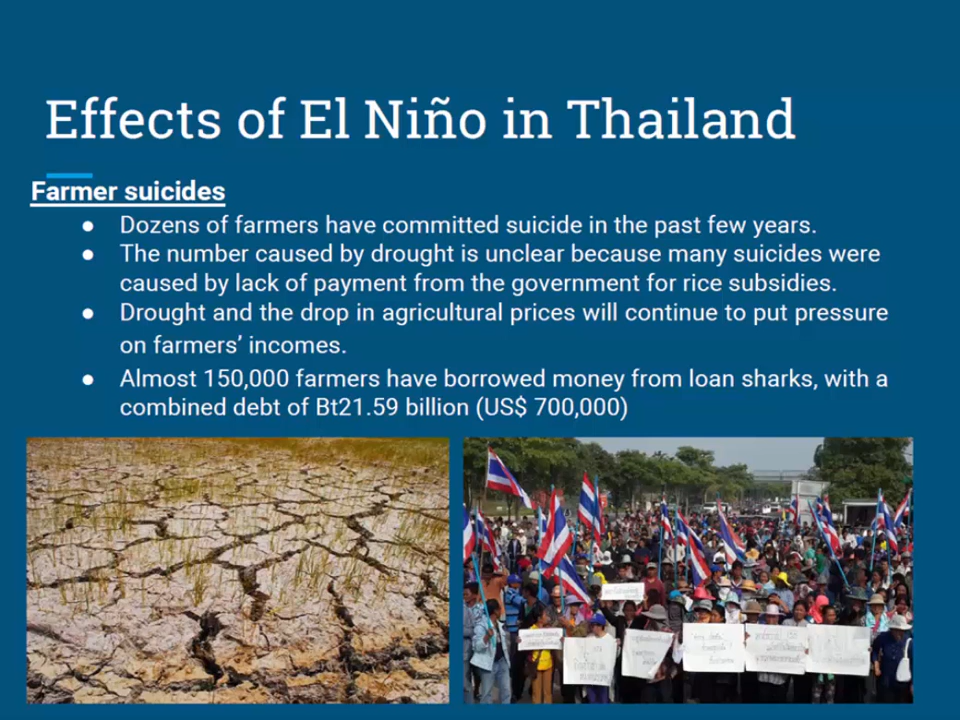 Effects of El Niño in Thailand
Farmer suicides
● Dozens of farmers have committed suicide in the past few years.
● The number caused by drought is unclear because many suicides were
caused by lack of payment from the government for rice subsidies.
● Drought and the drop in agricultural prices will continue to put pressure
on farmers’ incomes.
● Almost 150,000 farmers have borrowed money from loan sharks, with a
combined debt of Bt21.59 billion (US$ 700,000)